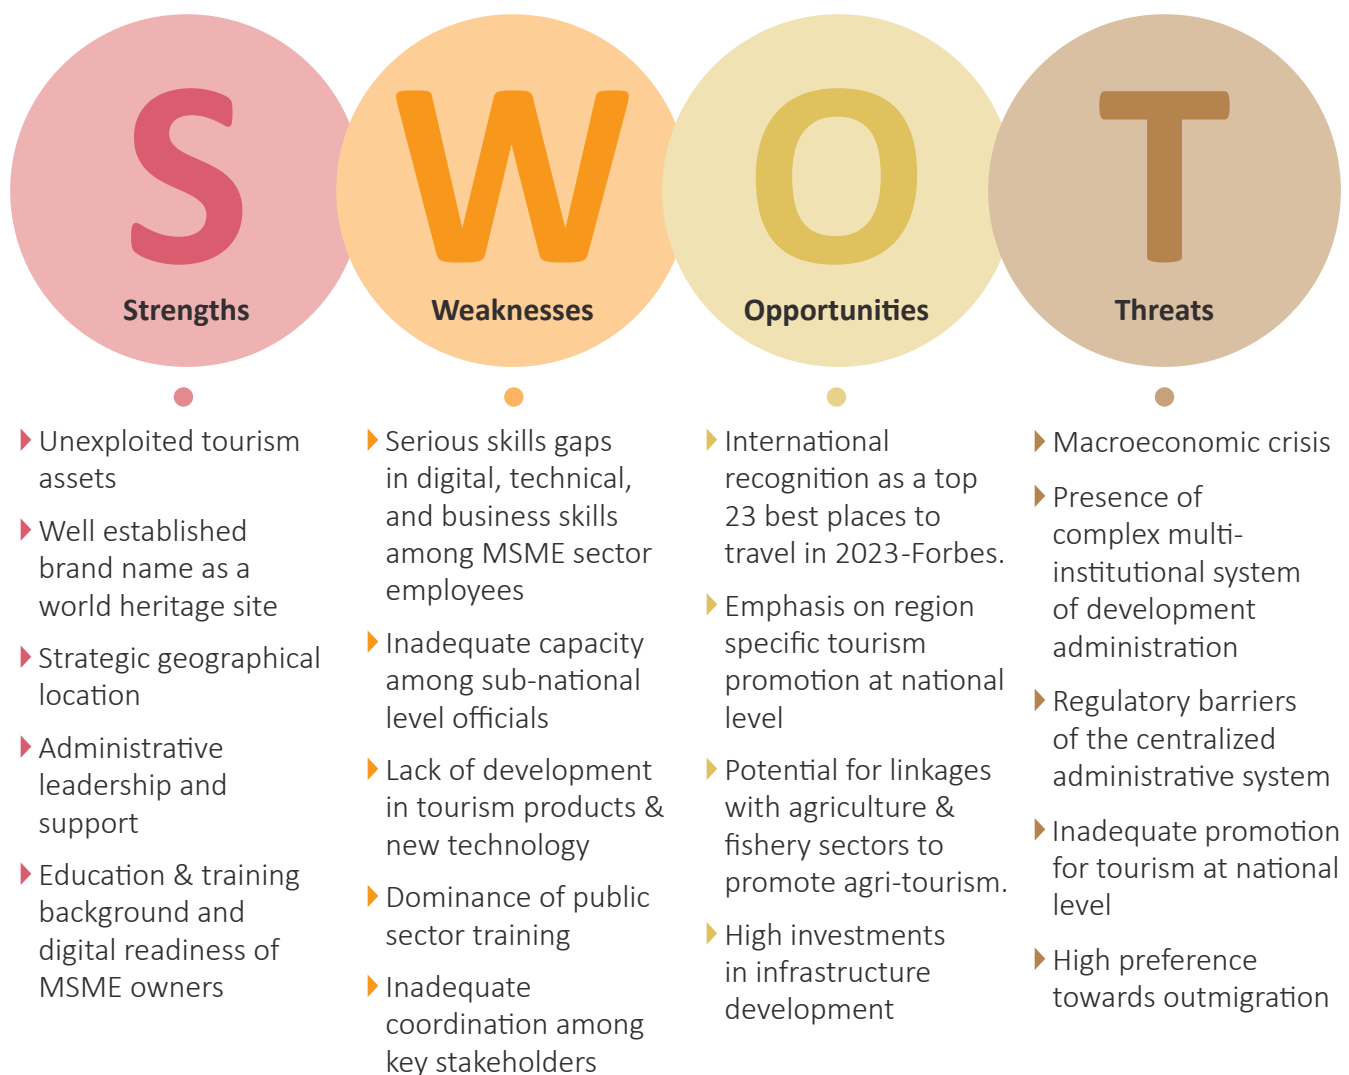 S
Strengths
Unexploited tourism
assets
Well established
brand name as a
world heritage site
Strategic geographical
location
Administrative
leadership and
support
Education & training
background and
digital readiness of
MSME owners
W
Weaknesses
Serious skills gaps
in digital, technical,
and business skills
among MSME sector
employees
Inadequate capacity
among sub-national
level officials
Lack of development
in tourism products &
new technology
Dominance of public
sector training
Inadequate
coordination among
key stakeholders
O
Opportunities
International
recognition as a top
23 best places to
travel in 2023-Forbes.
Emphasis on region
specific tourism
promotion at national
level
Potential for linkages
with agriculture &
fishery sectors to
promote agri-tourism.
High investments
in infrastructure
development
T
Threats
Macroeconomic crisis
Presence of
complex multi-
institutional system
of development
administration
Regulatory barriers
of the centralized
administrative system
Inadequate promotion
for tourism at national
level
High preference
towards outmigration